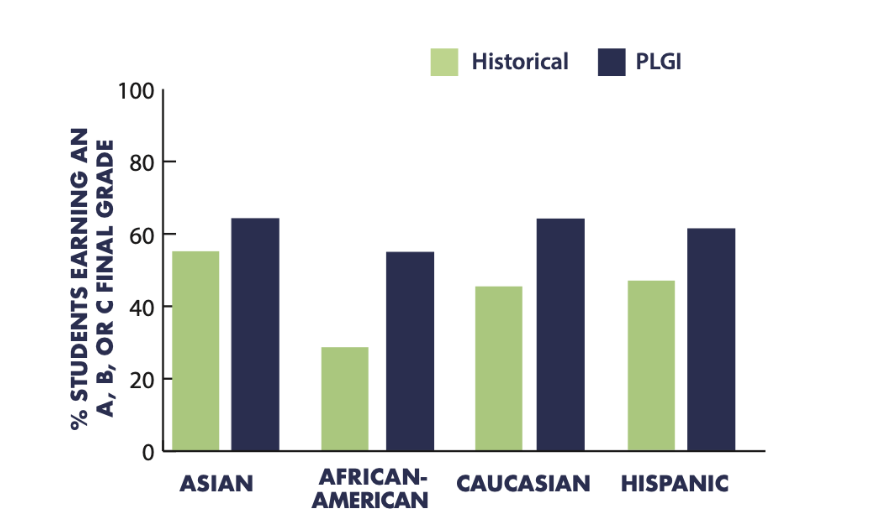 Historical PLGI
% STUDENTS EARNING AN
A, B, OR C FINAL GRADE
100
80
60
40
20
0
ASIAN
AFRICAN-
AMERICAN
CAUCASIAN
HISPANIC